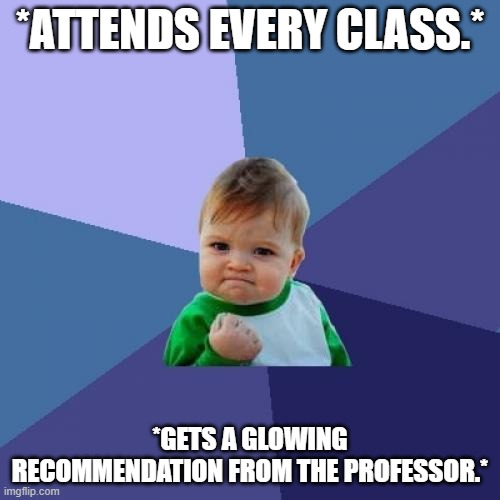 *ATTENDS EVERY CLASS.*
*GETS A GLOWING
RECOMMENDATION FROM THE PROFESSOR.*
imgflip.com